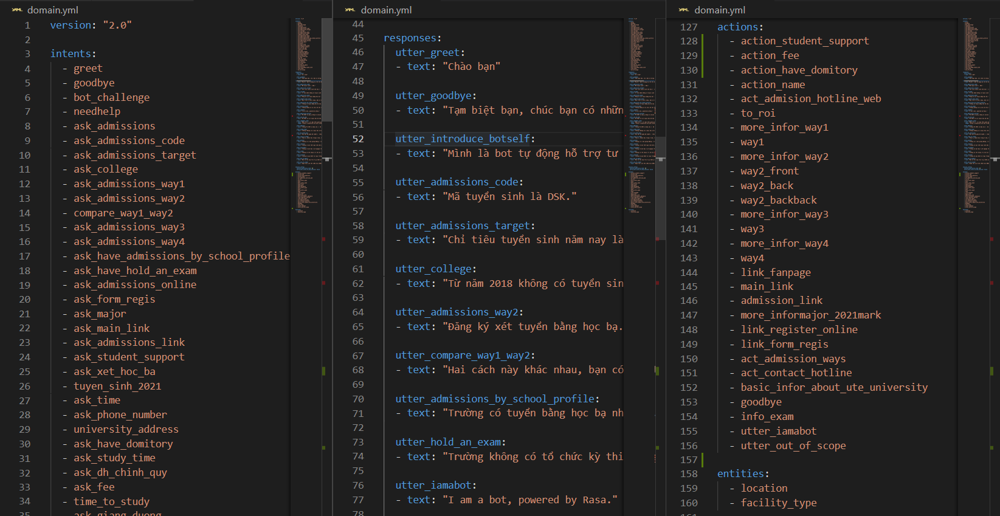 domain.yml
1 version: "2.0"
2
3 intents:
4 - greet
5 - goodbye
6 - bot_challenge
7 - needhelp
8 - ask_admissions
9 - ask_admissions_code
10 - ask_admissions_target
11 - ask_college
12 - ask_admissions_way1
13 - ask_admissions_way2
14 - compare_way1_way2
15 - ask_admissions_way3
16 - ask_admissions_way4
17 - ask_have_admissions_by_school_profile
18 - ask_have_hold_an_exam
19 - ask_admissions_online
20 - ask_form_regis
21 - ask_major
22 - ask_main_link
23 - ask_admissions_link
24 - ask_student_support
25 - ask_xet_hoc_ba
26 - tuyen_sinh_2021
27 - ask_time
28 - ask_phone_number
29 - university_address
30 - ask_have_domitory
31 - ask_study_time
32 - ask_dh_chinh_quy
33 - ask_fee
34 - time_to_study
35 - ask_giang_duong
domain.yml
44
45 responses:
46 utter_greet:
47 - text: "Chào bạn"
48
49 utter_goodbye:
50 - text: "Tạm biệt bạn, chúc bạn có nhữn
51
52 utter_introduce_botself:
53 - text: "Mình là bot tự động hỗ trợ tư
54
55 utter_admissions_code:
56 - text: "Mã tuyển sinh là DSK."
57
58 utter_admissions_target:
59 - text: "Chỉ tiêu tuyển sinh năm nay là
60
61 utter_college:
62 - text: "Từ năm 2018 không có tuyển sin
63
64 utter_admissions_way2:
65 - text: "Đăng ký xét tuyển bằng học bạ.
66
67 utter_compare_way1_way2:
68 - text: "Hai cách này khác nhau, bạn có
69
70 utter_admissions_by_school_profile:
71 - text: "Trường có tuyển bằng học bạ nh
72
73 utter_hold_an_exam:
74 - text: "Trường không có tổ chức kỳ thi
75
76 utter_iamabot:
77 - text: "I am a bot, powered by Rasa."
78
domain.yml
127 actions:
128 - action_student_support
129 - action_fee
130 - action_have_domitory
131 - action_name
132 - act_admision_hotline_web
133 - to_roi
134 - more_infor_way1
135 - way1
136 - more_infor_way2
137 - way2_front
138 - way2_back
139 - way2_backback
140 - more_infor_way3
141 - way3
142 - more_infor_way4
143 - way4
144 - link_fanpage
145 - main_link
146 - admission_link
147 - more_informajor_2021mark
148 - link_register_online
149 - link_form_regis
150 - act_admission_ways
151 - act_contact_hotline
152 - basic_infor_about_ute_university
153 - goodbye
154 - info_exam
155 - utter_iamabot
156 - utter_out_of_scope
157
158 entities:
159 - location
160 - facility_type
161